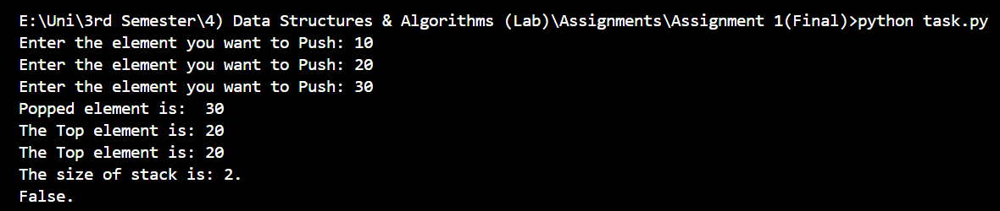 E:\Uni\3rd Semester\4) Data Structures & Algorithms (Lab)\Assignments\Assignment 1(Final)>python task.py
Enter the element you want to Push: 10
Enter the element you want to Push: 20
Enter the element you want to Push: 30
Popped element is:  30
The Top element is: 20
The Top element is: 20
The size of stack is: 2.
False.